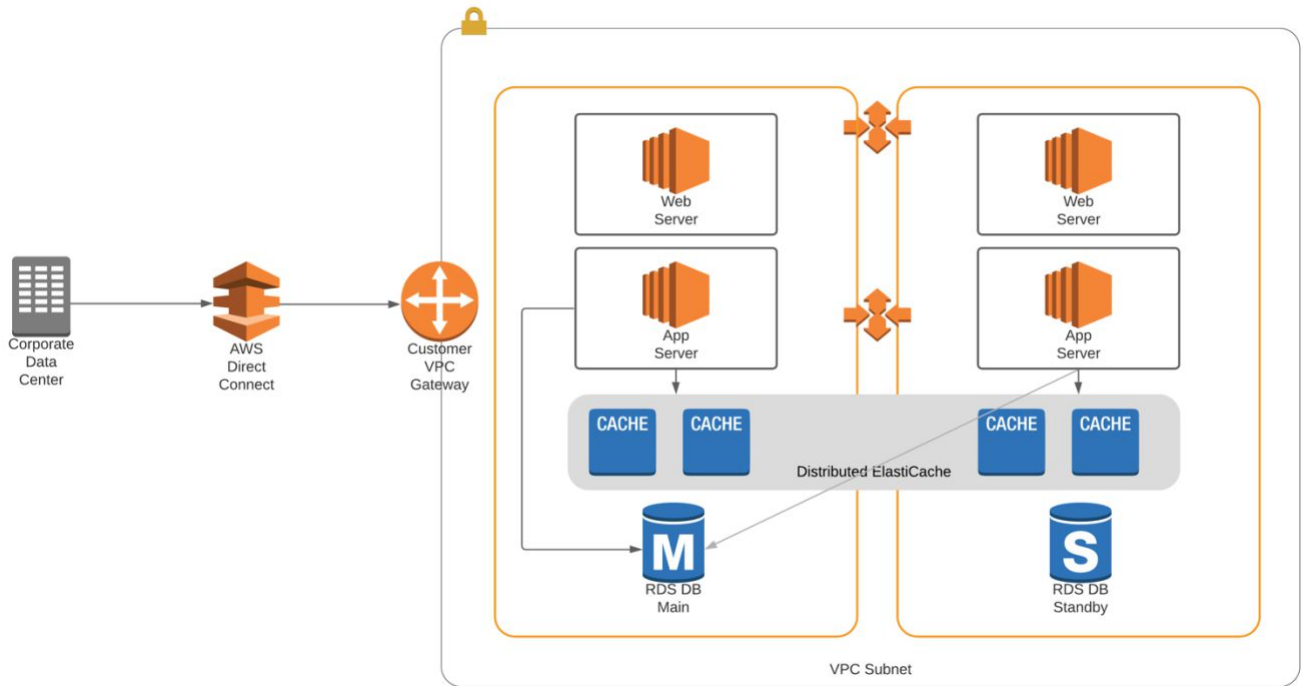 Corporate
Data
Center
AWS
Direct
Connect
Customer
VPC
Gateway
Web
Server
Web
Server
App
Server
App
Server
CACHE
CACHE
CACHE
CACHE
Distributed ElastiCache
M
RDS DB
Main
S
RDS DB
Standby
VPC Subnet